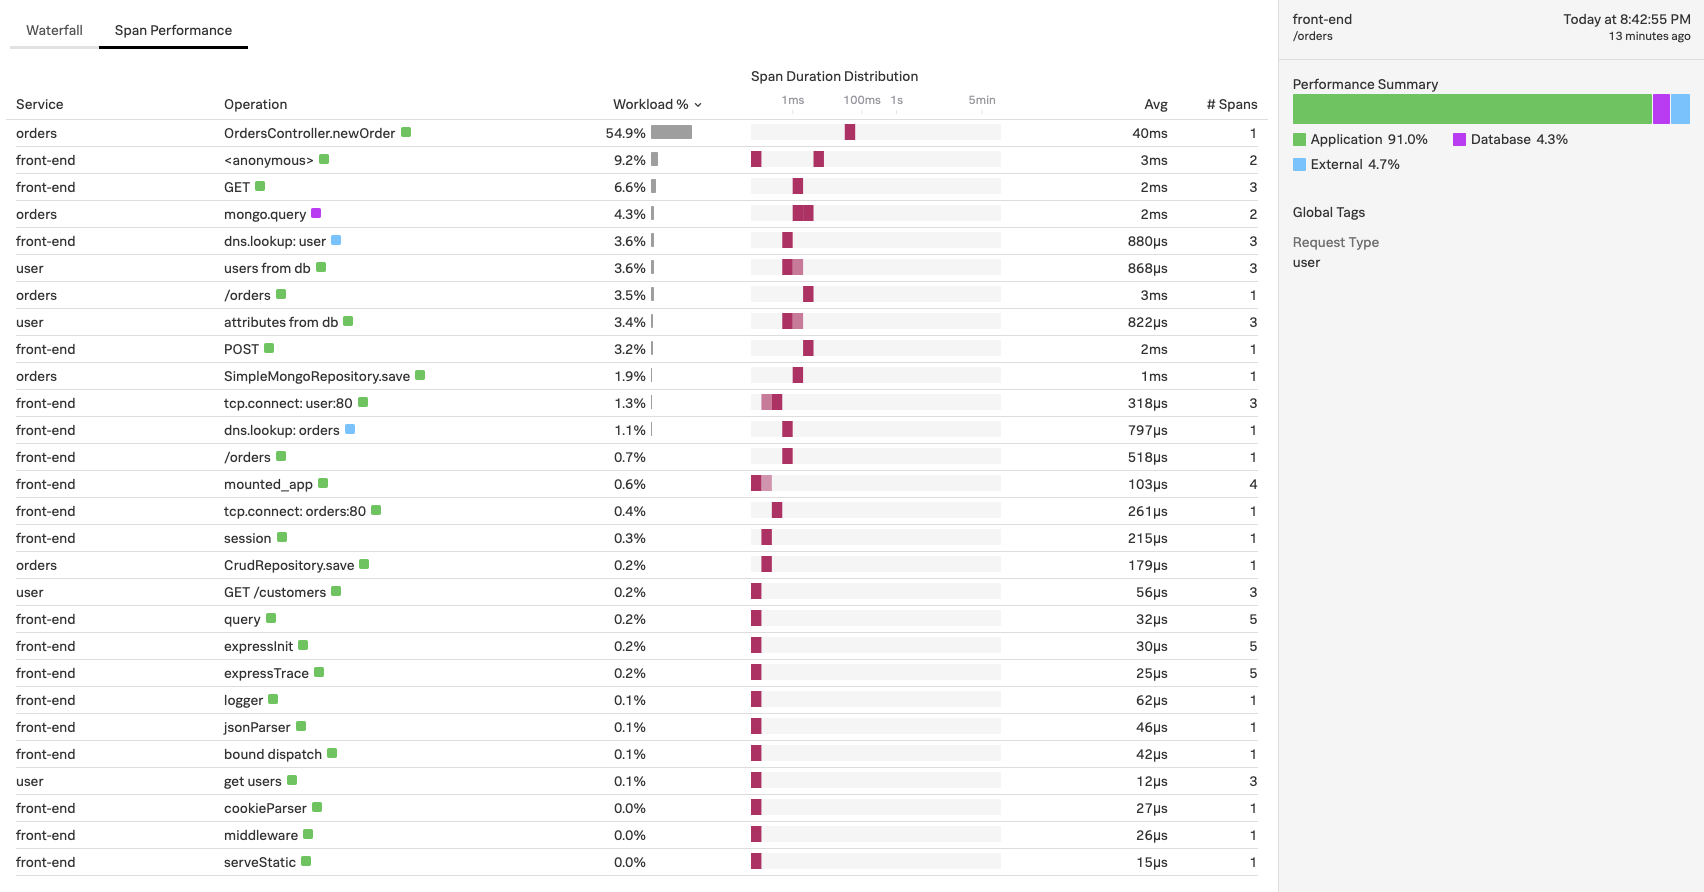 Waterfall Span Performance
Span Duration Distribution
Service Operation Workload % 1ms 100ms 1s 5min Avg # Spans
orders OrdersController.newOrder 54.9% 40ms 1
front-end <anonymous> 9.2% 3ms 2
front-end GET 6.6% 2ms 3
orders mongo.query 4.3% 2ms 2
front-end dns.lookup: user 3.6% 880µs 3
user users from db 3.6% 868µs 3
orders /orders 3.5% 3ms 1
user attributes from db 3.4% 822µs 3
front-end POST 3.2% 2ms 1
orders SimpleMongoRepository.save 1.9% 1ms 1
front-end tcp.connect: user:80 1.3% 318µs 3
front-end dns.lookup: orders 1.1% 797µs 1
front-end /orders 0.7% 518µs 1
front-end mounted_app 0.6% 103µs 4
front-end tcp.connect: orders:80 0.4% 261µs 1
front-end session 0.3% 215µs 1
orders CrudRepository.save 0.2% 179µs 1
user GET /customers 0.2% 56µs 3
front-end query 0.2% 32µs 5
front-end expressInit 0.2% 30µs 5
front-end expressTrace 0.2% 25µs 5
front-end logger 0.1% 62µs 1
front-end jsonParser 0.1% 46µs 1
front-end bound dispatch 0.1% 42µs 1
user get users 0.1% 12µs 3
front-end cookieParser 0.0% 27µs 1
front-end middleware 0.0% 26µs 1
front-end serveStatic 0.0% 15µs 1
front-end Today at 8:42:55 PM
/orders 13 minutes ago
Performance Summary
Application 91.0% Database 4.3%
External 4.7%
Global Tags
Request Type
user